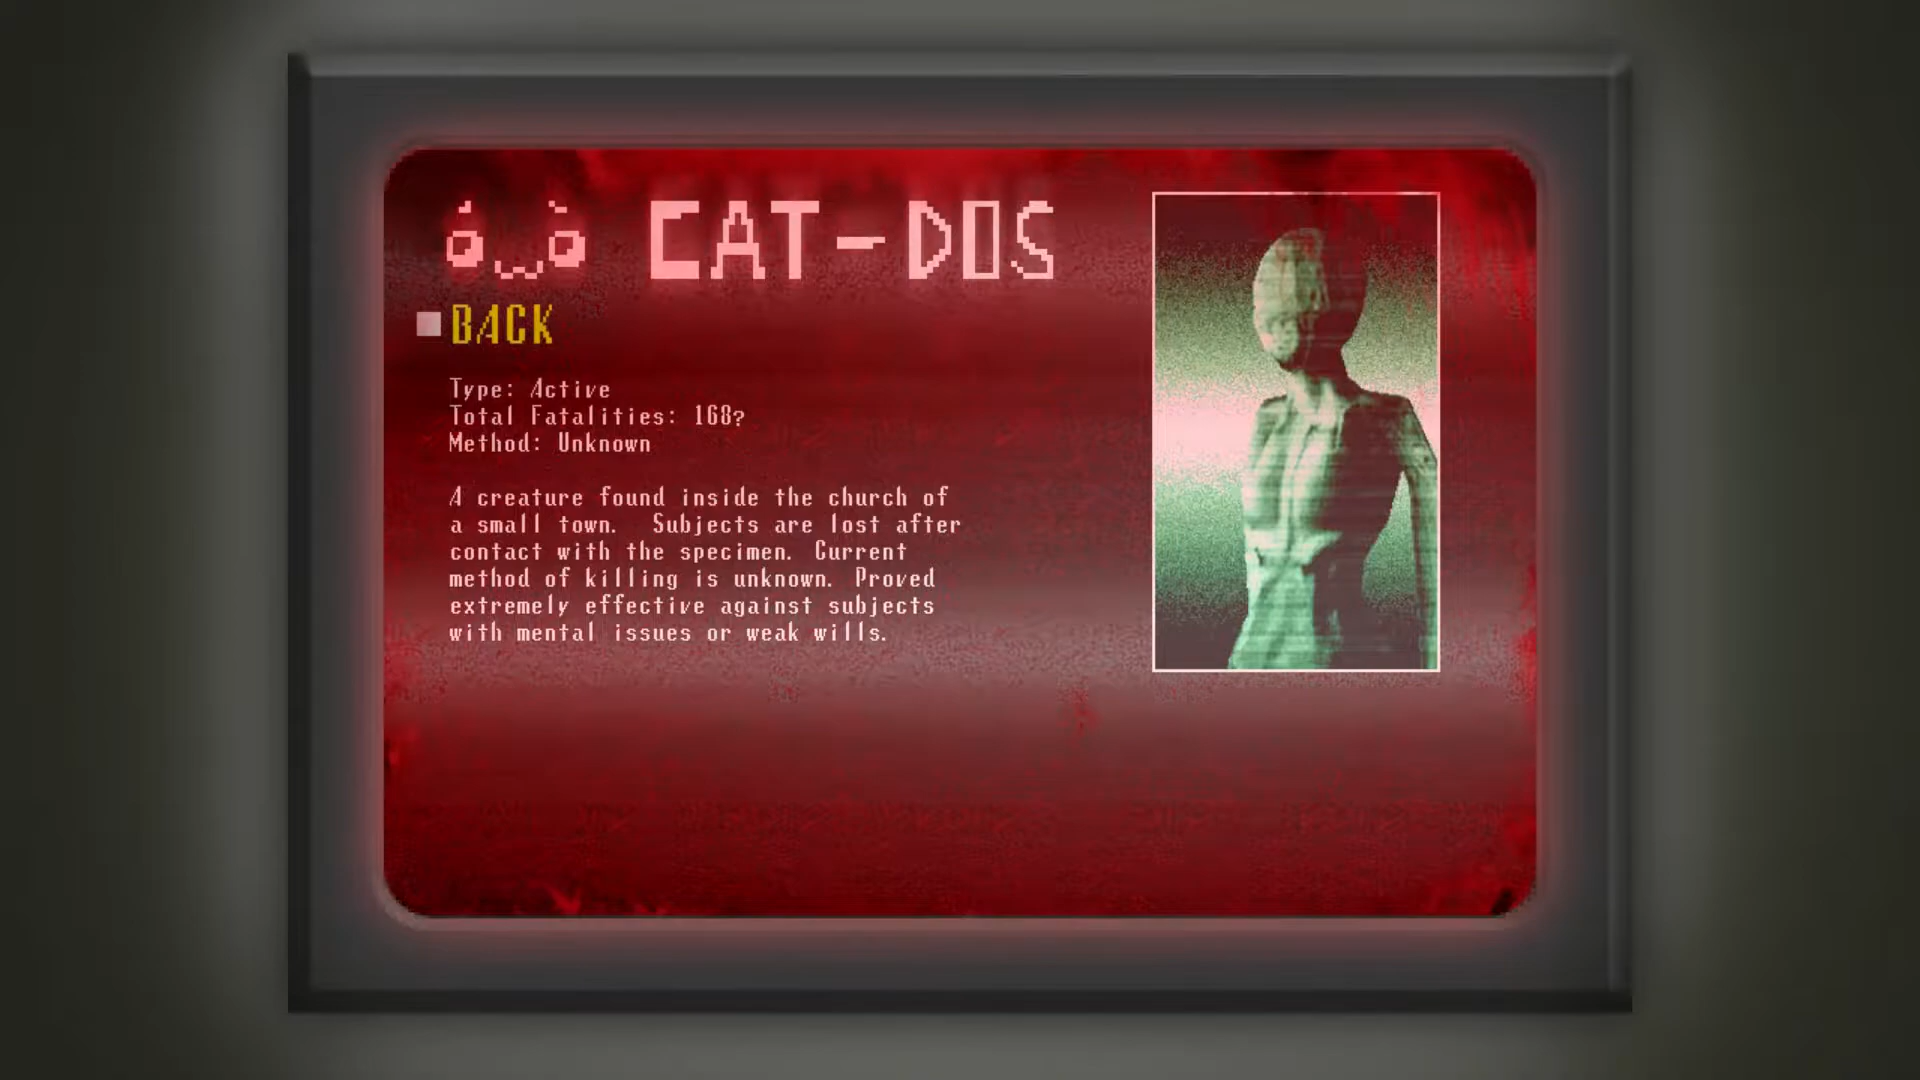 CAT-DOS
BACK
Type: Active
Total Fatalities: 168?
Method: Unknown
A creature found inside the church of
a small town. Subjects are lost after
contact with the specimen. Current
method of killing is unknown. Proved
extremely effective against subjects
with mental issues or weak wills.